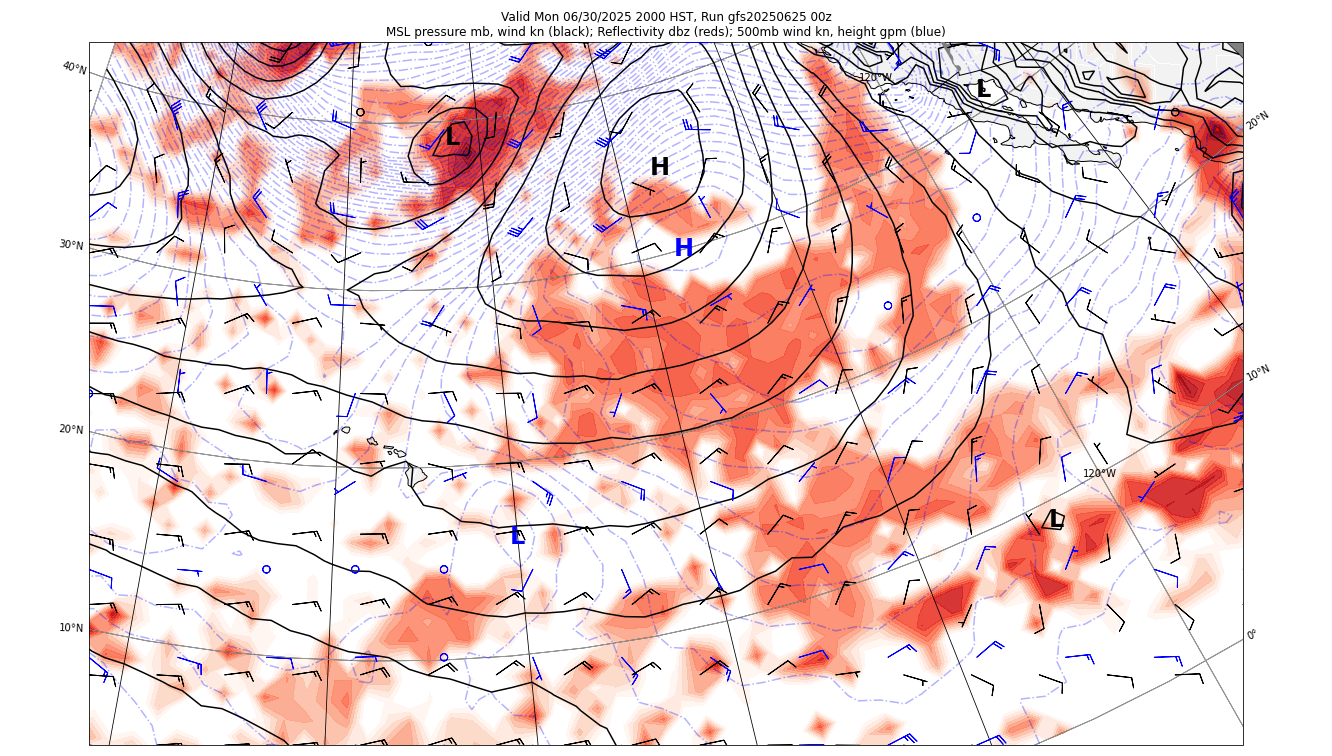 Valid Mon 06/30/2025 2000 HST, Run gfs20250625 00z
MSL pressure mb, wind kn (black); Reflectivity dbz (reds); 500mb wind kn, height gpm (blue)
40°N
120°W
L
20°N
L
H
30°N
H
10°N
20°N
120°W
L
L
10°N
0°